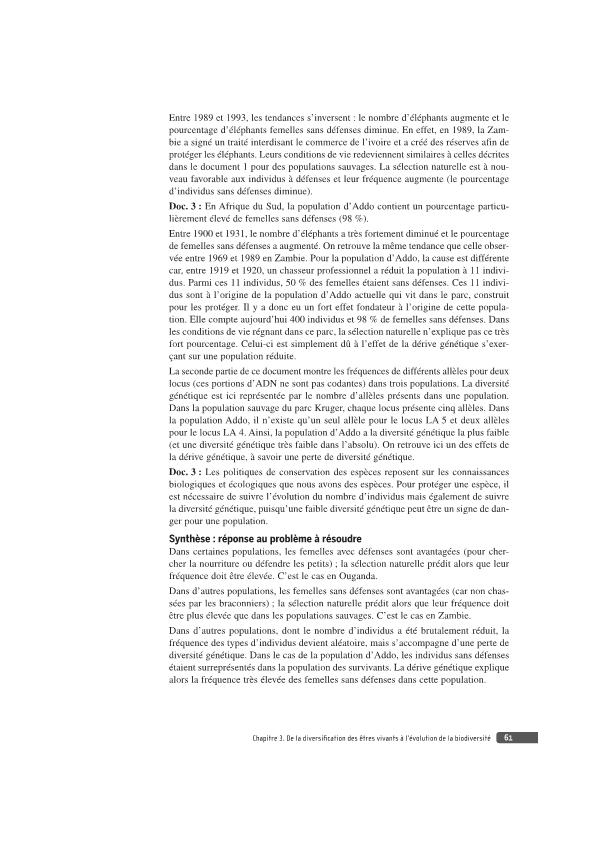 Entre 1989 et 1993, les tendances s'inversent : le nombre d'éléphants augmente et le
pourcentage d'éléphants femelles sans défenses diminue. En effet, en 1989, la Zam-
bie a signé un traité interdisant le commerce de l'ivoire et a créé des réserves afin de
protéger les éléphants. Leurs conditions de vie redeviennent similaires à celles décrites
dans le document 1 pour des populations sauvages. La sélection naturelle est à nou-
veau favorable aux individus à défenses et leur fréquence augmente (le pourcentage
d'individus sans défenses diminue).
Doc. 3 : En Afrique du Sud, la population d'Addo contient un pourcentage particu-
lièrement élevé de femelles sans défenses (98 %).
Entre 1900 et 1931, le nombre d'éléphants a très fortement diminué et le pourcentage
de femelles sans défenses a augmenté. On retrouve la même tendance que celle obser-
vée entre 1969 et 1989 en Zambie. Pour la population d'Addo, la cause est différente
car, entre 1919 et 1920, un chasseur professionnel a réduit la population à 11 indivi-
dus. Parmi ces 11 individus, 50 % des femelles étaient sans défenses. Ces 11 indivi-
dus sont à l'origine de la population d'Addo actuelle qui vit dans le parc, construit
pour les protéger. Il y a donc eu un fort effet fondateur à l'origine de cette popula-
tion. Elle compte aujourd'hui 400 individus et 98 % de femelles sans défenses. Dans
les conditions de vie régnant dans ce parc, la sélection naturelle n'explique pas ce très
fort pourcentage. Celui-ci est simplement dû à l'effet de la dérive génétique s'exer-
çant sur une population réduite.
La seconde partie de ce document montre les fréquences de différents allèles pour deux
locus (ces portions d'ADN ne sont pas codantes) dans trois populations. La diversité
génétique est ici représentée par le nombre d'allèles présents dans une population.
Dans la population sauvage du parc Kruger, chaque locus présente cinq allèles. Dans
la population Addo, il n'existe qu'un seul allèle pour le locus LA 5 et deux allèles
pour le locus LA 4. Ainsi, la population d'Addo a la diversité génétique la plus faible
(et une diversité génétique très faible dans l'absolu). On retrouve ici un des effets de
la dérive génétique, à savoir une perte de diversité génétique.
Doc. 3 : Les politiques de conservation des espèces reposent sur les connaissances
biologiques et écologiques que nous avons des espèces. Pour protéger une espèce, il
est nécessaire de suivre l'évolution du nombre d'individus mais également de suivre
la diversité génétique, puisqu'une faible diversité génétique peut être un signe de dan-
ger pour une population.
Synthèse : réponse au problème à résoudre
Dans certaines populations, les femelles avec défenses sont avantagées (pour cher-
cher la nourriture ou défendre les petits) ; la sélection naturelle prédit alors que leur
fréquence doit être élevée. C'est le cas en Ouganda.
Dans d'autres populations, les femelles sans défenses sont avantagées (car non chas-
sées par les braconniers) ; la sélection naturelle prédit alors que leur fréquence doit
être plus élevée que dans les populations sauvages. C'est le cas en Zambie.
Dans d'autres populations, dont le nombre d'individus a été brutalement réduit, la
fréquence des types d'individus devient aléatoire, mais s'accompagne d'une perte de
diversité génétique. Dans le cas de la population d'Addo, les individus sans défenses
étaient surreprésentés dans la population des survivants. La dérive génétique explique
alors la fréquence très élevée des femelles sans défenses dans cette population.
Chapitre 3. De la diversification des êtres vivants à l'évolution de la biodiversité 61